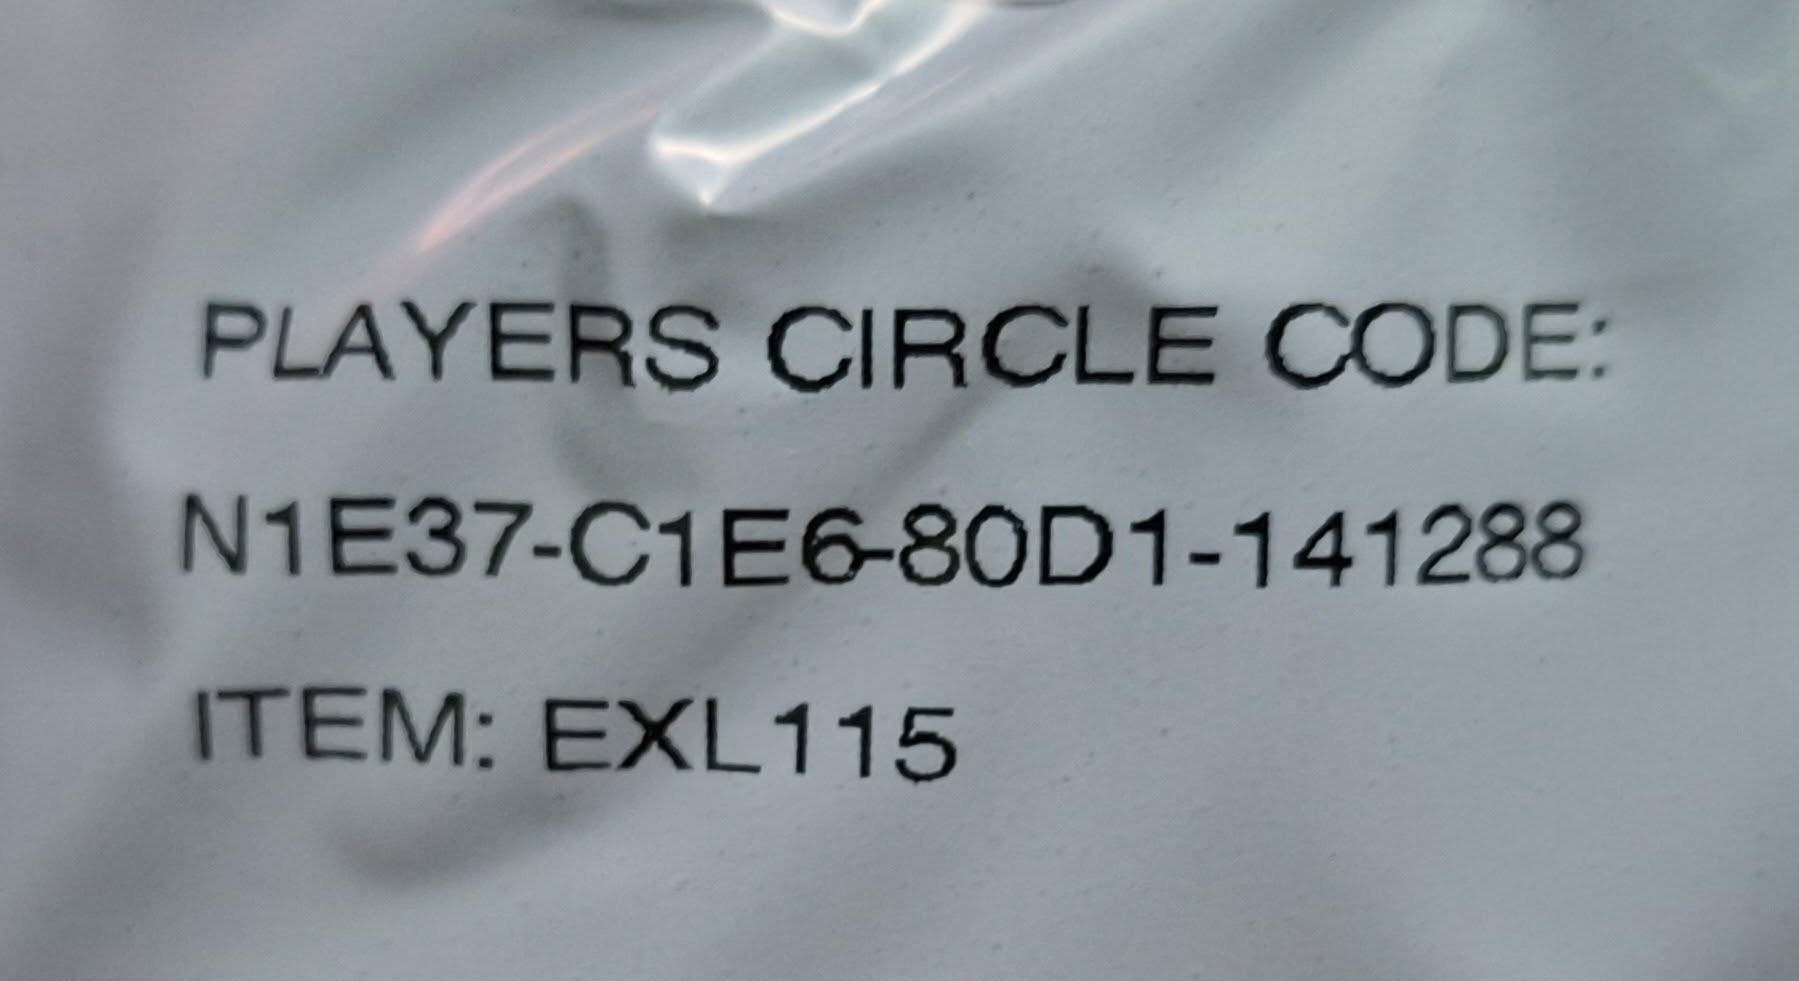 PLAYERS CIRCLE CODE:
N1E37-C1E6-80D1-141288
ITEM: EXL115